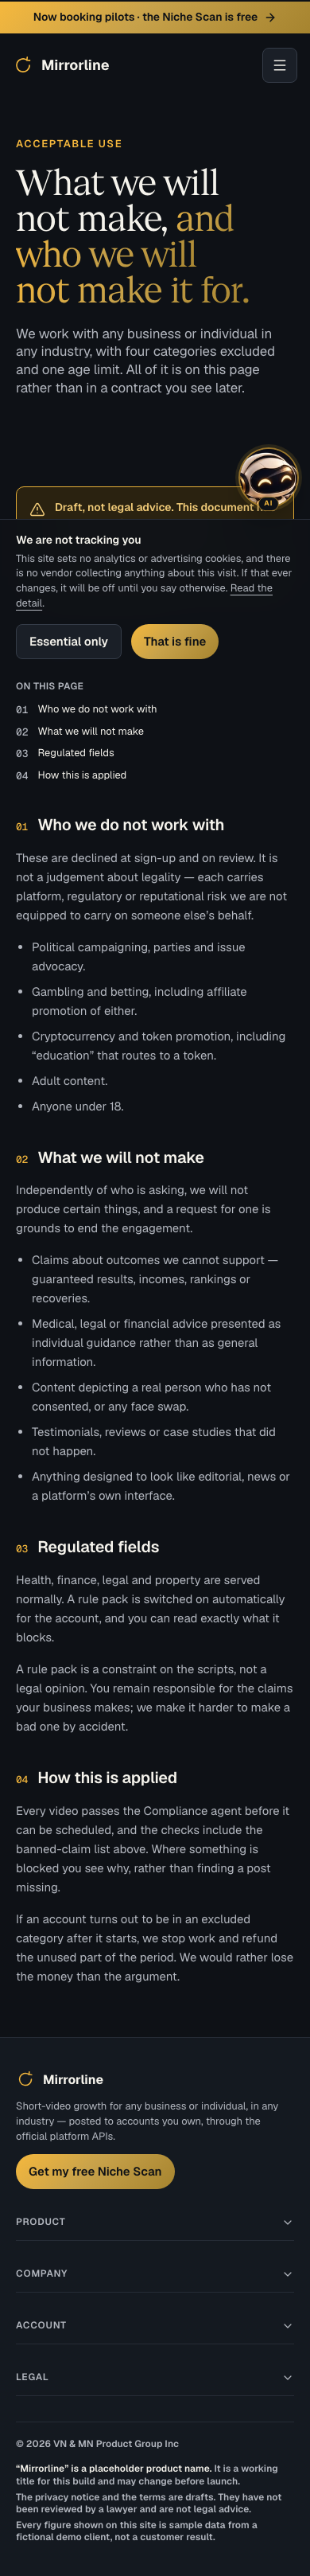 Now booking pilots · the Niche Scan is free →
Mirrorline
ACCEPTABLE USE
What we will
not make, and
who we will
not make it for.
We work with any business or individual in
any industry, with four categories excluded
and one age limit. All of it is on this page
rather than in a contract you see later.
AI
Draft, not legal advice. This document
We are not tracking you
This site sets no analytics or advertising cookies, and there
is no vendor collecting anything about this visit. If that ever
changes, it will be off until you say otherwise. Read the
detail.
Essential only
That is fine
ON THIS PAGE
01 Who we do not work with
02 What we will not make
03 Regulated fields
04 How this is applied
01 Who we do not work with
These are declined at sign-up and on review. It is
not a judgement about legality — each carries
platform, regulatory or reputational risk we are not
equipped to carry on someone else’s behalf.
• Political campaigning, parties and issue
advocacy.
• Gambling and betting, including affiliate
promotion of either.
• Cryptocurrency and token promotion, including
“education” that routes to a token.
• Adult content.
• Anyone under 18.
02 What we will not make
Independently of who is asking, we will not
produce certain things, and a request for one is
grounds to end the engagement.
• Claims about outcomes we cannot support —
guaranteed results, incomes, rankings or
recoveries.
• Medical, legal or financial advice presented as
individual guidance rather than as general
information.
• Content depicting a real person who has not
consented, or any face swap.
• Testimonials, reviews or case studies that did
not happen.
• Anything designed to look like editorial, news or
a platform’s own interface.
03 Regulated fields
Health, finance, legal and property are served
normally. A rule pack is switched on automatically
for the account, and you can read exactly what it
blocks.
A rule pack is a constraint on the scripts, not a
legal opinion. You remain responsible for the claims
your business makes; we make it harder to make a
bad one by accident.
04 How this is applied
Every video passes the Compliance agent before it
can be scheduled, and the checks include the
banned-claim list above. Where something is
blocked you see why, rather than finding a post
missing.
If an account turns out to be in an excluded
category after it starts, we stop work and refund
the unused part of the period. We would rather lose
the money than the argument.
Mirrorline
Short-video growth for any business or individual, in any
industry — posted to accounts you own, through the
official platform APIs.
Get my free Niche Scan
PRODUCT
COMPANY
ACCOUNT
LEGAL
© 2026 VN & MN Product Group Inc
“Mirrorline” is a placeholder product name. It is a working
title for this build and may change before launch.
The privacy notice and the terms are drafts. They have not
been reviewed by a lawyer and are not legal advice.
Every figure shown on this site is sample data from a
fictional demo client, not a customer result.